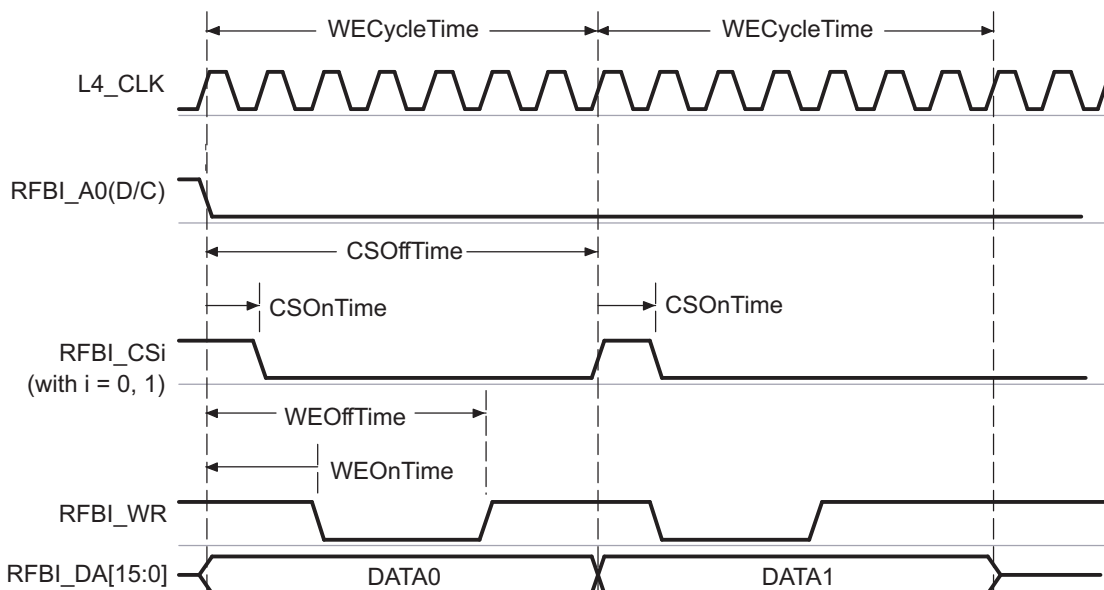 WECycleTime WECycleTime
L4_CLK
RFBI_A0(D/C)
CSOffTime
CSOnTime CSOnTime
RFBI_CSi
(with i = 0, 1)
WEOffTime
WEOnTime
RFBI_WR
RFBI_DA[15:0] DATA0 DATA1